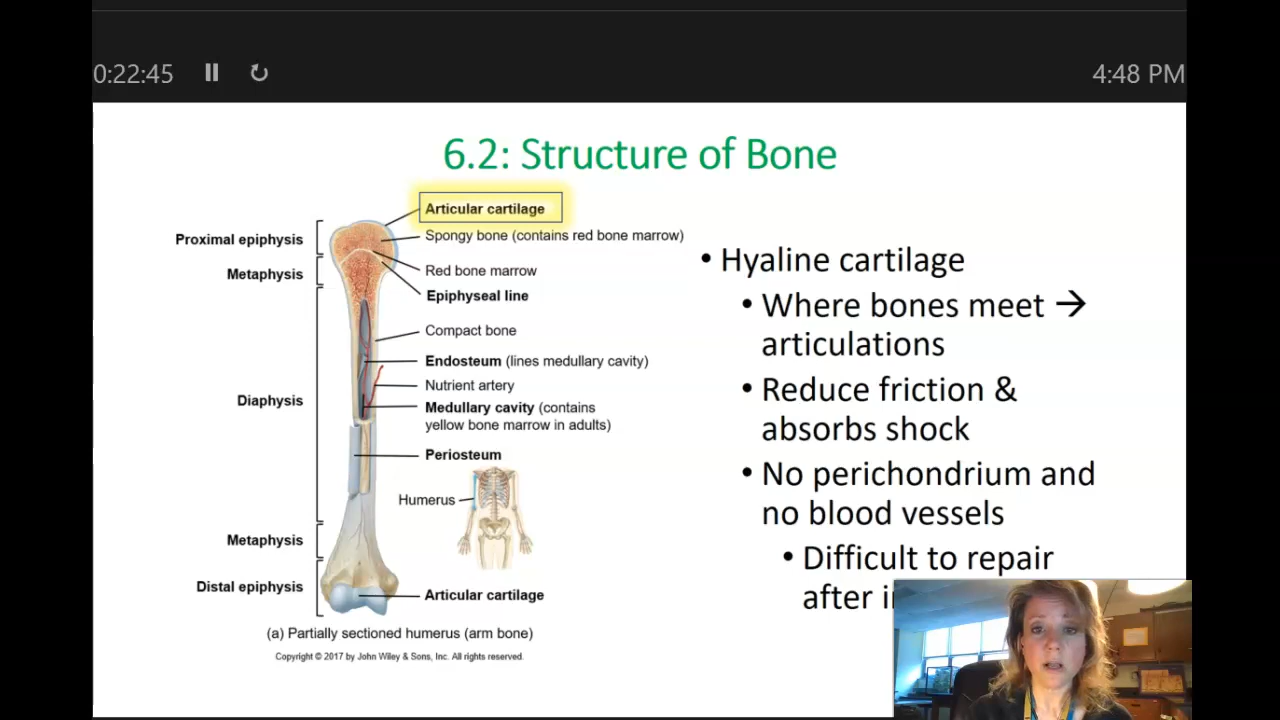 0:22:45
4:48 PM
6.2: Structure of Bone
Articular cartilage
Spongy bone (contains red bone marrow)
Proximal epiphysis
Red bone marrow
Metaphysis
Epiphyseal line
Compact bone
Endosteum (lines medullary cavity)
Nutrient artery
Diaphysis
Medullary cavity (contains
yellow bone marrow in adults)
Periosteum
Humerus
Metaphysis
Distal epiphysis
Articular cartilage
(a) Partially sectioned humerus (arm bone)
Copyright © 2017 by John Wiley & Sons, Inc. All rights reserved.
• Hyaline cartilage
• Where bones meet →
articulations
• Reduce friction &
absorbs shock
• No perichondrium and
no blood vessels
• Difficult to repair
after